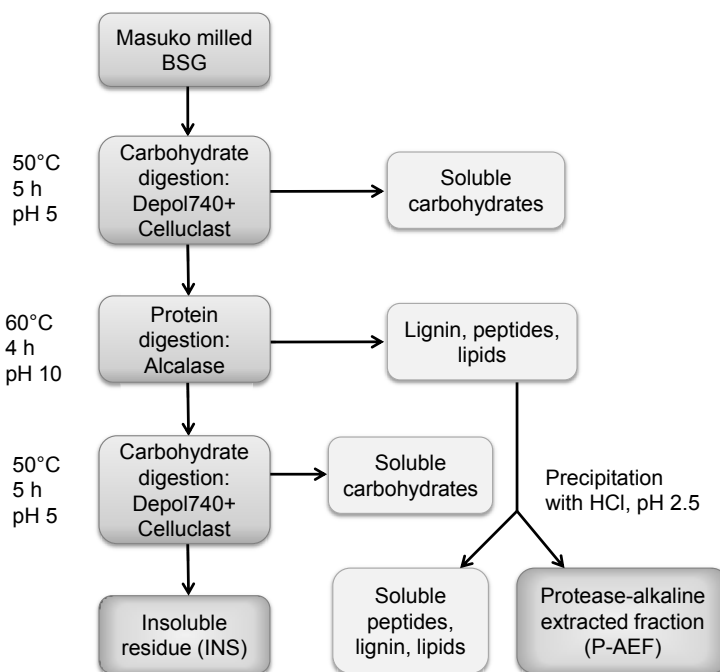 Masuko milled
BSG
50°C
5 h
pH 5
Carbohydrate
digestion:
Depol740+
Celluclast
Soluble
carbohydrates
60°C
4 h
pH 10
Protein
digestion:
Alcalase
Lignin, peptides,
lipids
50°C
5 h
pH 5
Carbohydrate
digestion:
Depol740+
Celluclast
Soluble
carbohydrates
Precipitation
with HCl, pH 2.5
Insoluble
residue (INS)
Soluble
peptides,
lignin, lipids
Protease-alkaline
extracted fraction
(P-AEF)